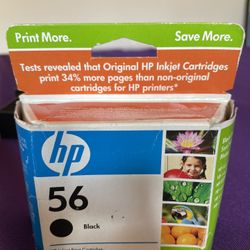 Print More.
Save More.
Tests revealed that Original HP Inkjet Cartridges
print 34% more pages than non-original
cartridges for HP printers*
hp
56
Black